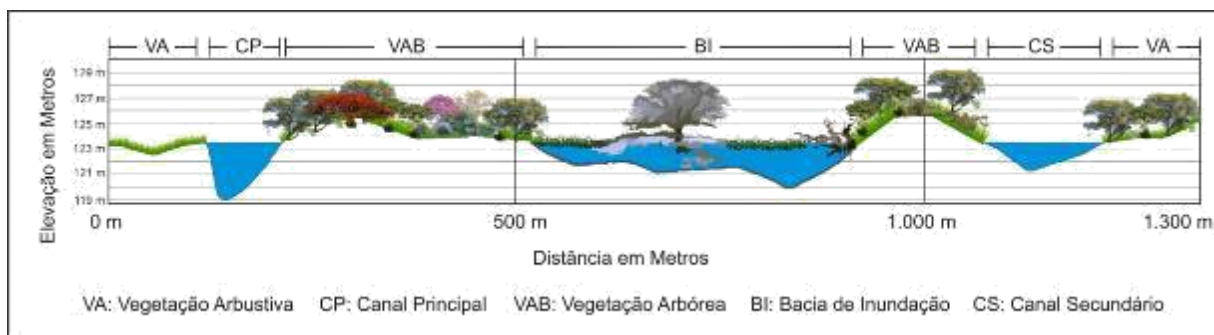 VA CP VAB BI VAB CS VA
Elevação em Metros
129 m
127 m
125 m
123 m
121 m
119 m
0 m 500 m 1.000 m 1.300 m
Distância em Metros
VA: Vegetação Arbustiva CP: Canal Principal VAB: Vegetação Arbórea BI: Bacia de Inundação CS: Canal Secundário